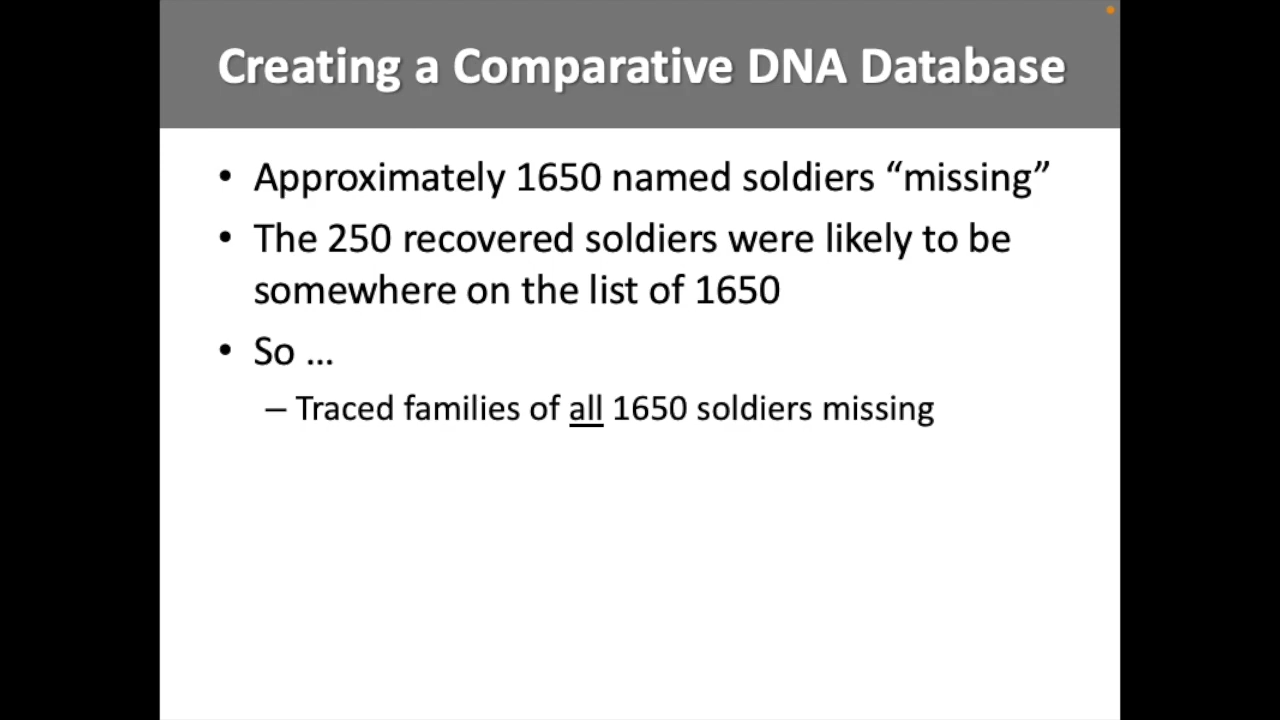 Creating a Comparative DNA Database
• Approximately 1650 named soldiers “missing”
• The 250 recovered soldiers were likely to be
somewhere on the list of 1650
• So …
– Traced families of all 1650 soldiers missing